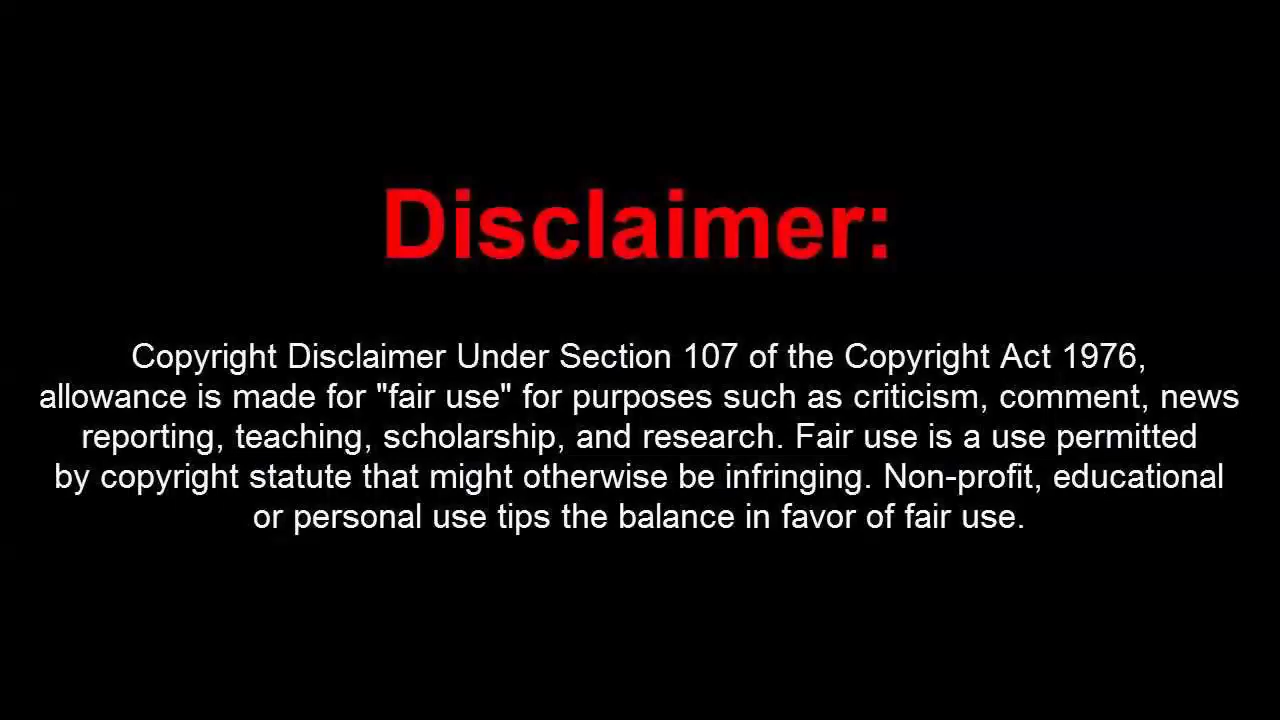 Disclaimer:
Copyright Disclaimer Under Section 107 of the Copyright Act 1976,
allowance is made for "fair use" for purposes such as criticism, comment, news
reporting, teaching, scholarship, and research. Fair use is a use permitted
by copyright statute that might otherwise be infringing. Non-profit, educational
or personal use tips the balance in favor of fair use.